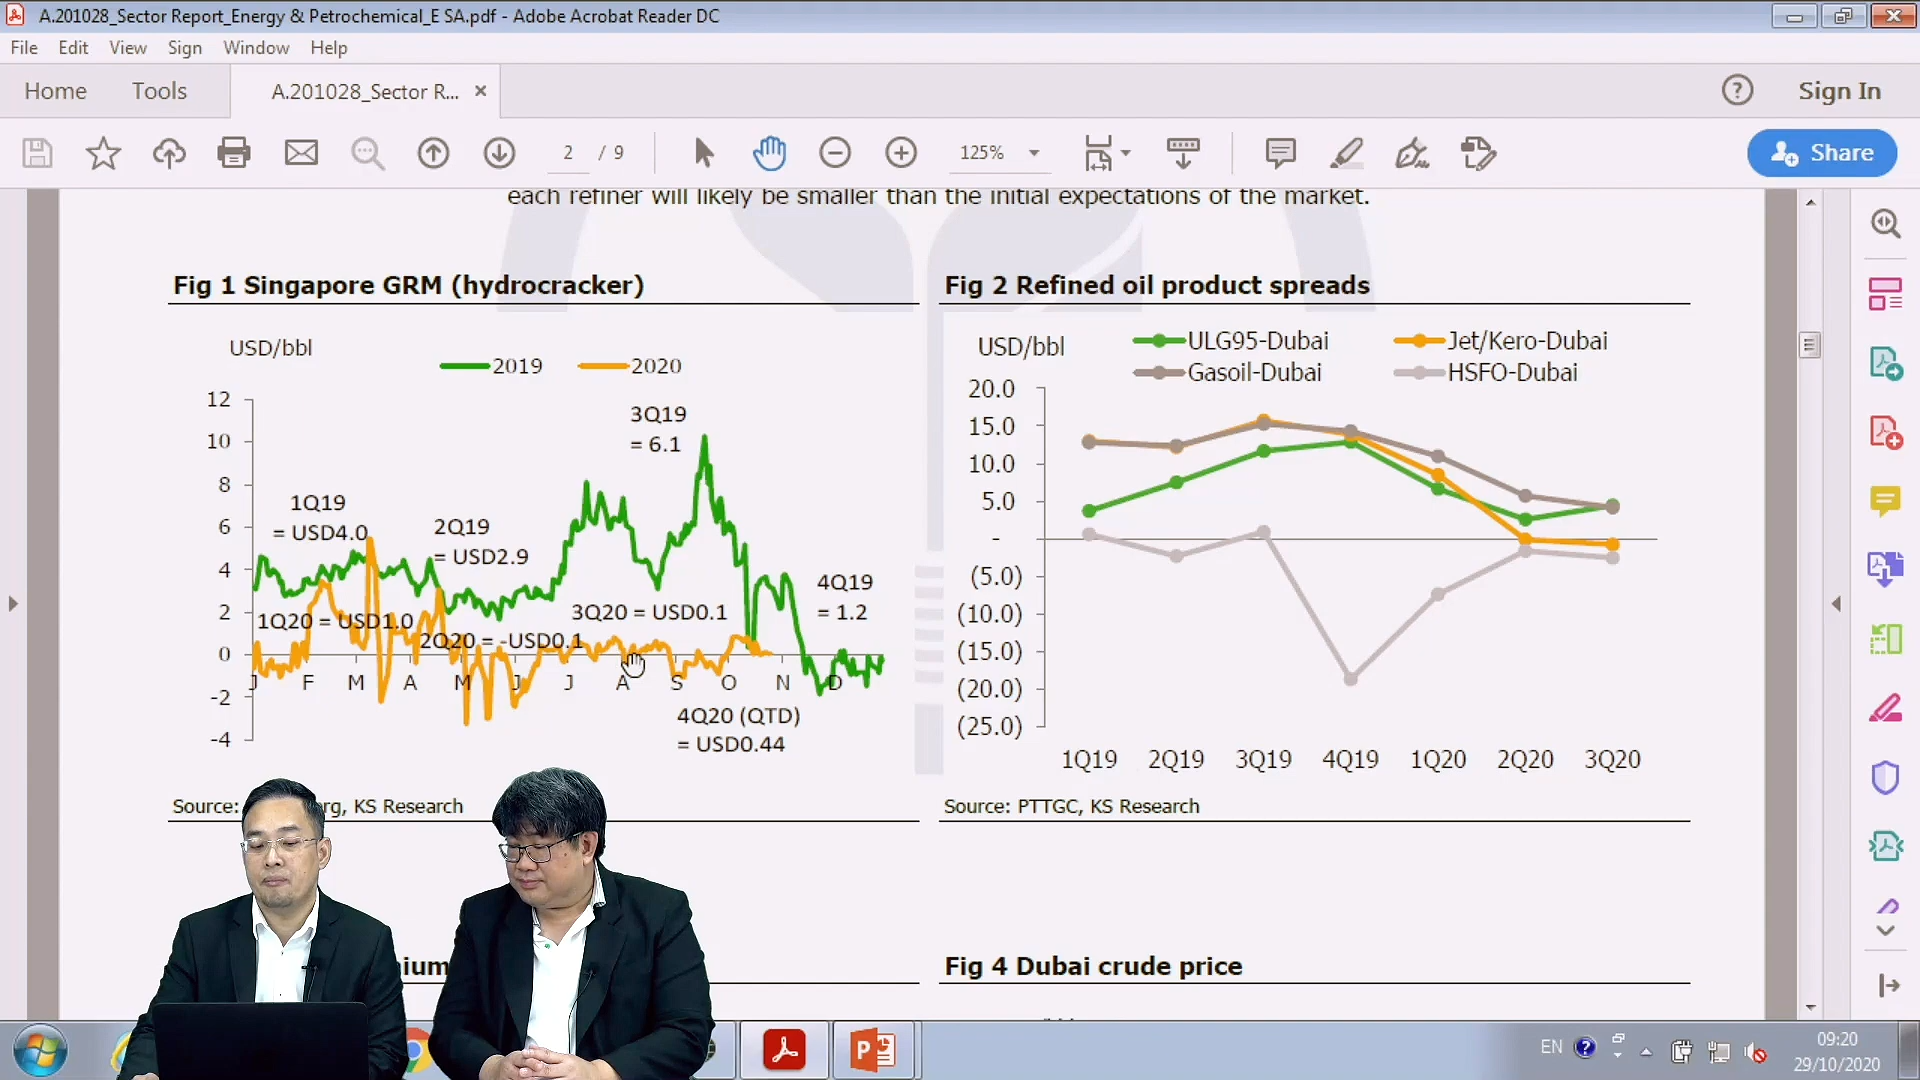 A.201028_Sector Report_Energy & Petrochemical_E SA.pdf - Adobe Acrobat Reader DC
File Edit View Sign Window Help
Home Tools A.201028_Sector R... × Sign In
2 / 9 125% Share
each refiner will likely be smaller than the initial expectations of the market.
Fig 1 Singapore GRM (hydrocracker)
USD/bbl
2019 2020
12
10
8
6
4
2
0
-2
-4
3Q19
= 6.1
1Q19
= USD4.0
2Q19
= USD2.9
4Q19
= 1.2
3Q20 = USD0.1
1Q20 = USD1.0
2Q20 = -USD0.1
J F M A M J J A S O N D
4Q20 (QTD)
= USD0.44
Source: rg, KS Research
Fig 2 Refined oil product spreads
USD/bbl
ULG95-Dubai Jet/Kero-Dubai
Gasoil-Dubai HSFO-Dubai
20.0
15.0
10.0
5.0
-
(5.0)
(10.0)
(15.0)
(20.0)
(25.0)
1Q19 2Q19 3Q19 4Q19 1Q20 2Q20 3Q20
Source: PTTGC, KS Research
nium
Fig 4 Dubai crude price
EN
09:20
29/10/2020